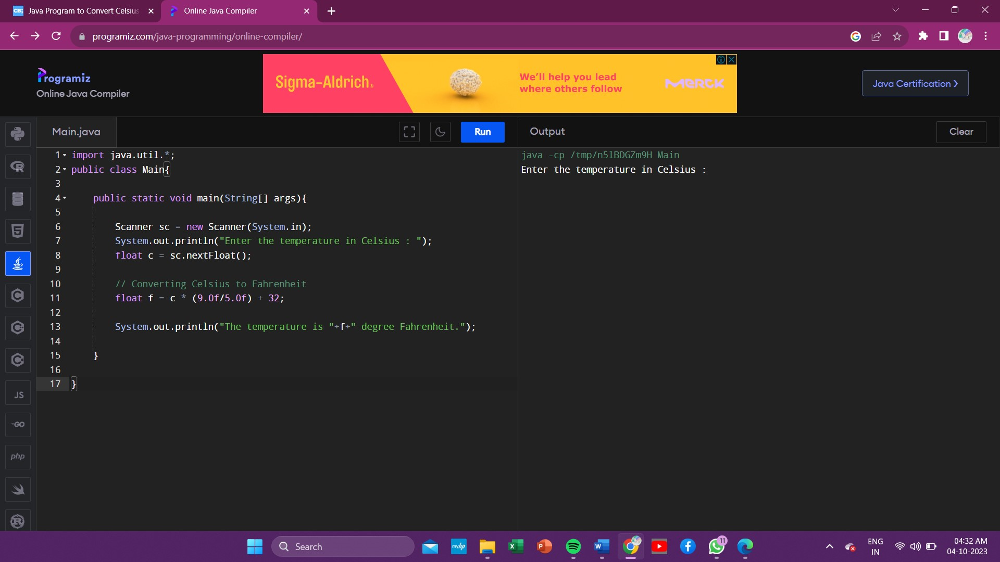 CB; Java Program to Convert Celsius
Online Java Compiler
programiz.com/java-programming/online-compiler/
Programiz
Online Java Compiler
Sigma-Aldrich®
We'll help you lead
where others follow
MERCK
Java Certification ❯
Main.java
Run
Output
Clear
1 import java.util.*;
2 public class Main{
3
4 public static void main(String[] args){
5
6 Scanner sc = new Scanner(System.in);
7 System.out.println("Enter the temperature in Celsius : ");
8 float c = sc.nextFloat();
9
10 // Converting Celsius to Fahrenheit
11 float f = c * (9.0f/5.0f) + 32;
12
13 System.out.println("The temperature is "+f+" degree Fahrenheit.");
14
15 }
16
17 }
java -cp /tmp/n5lBDGZm9H Main
Enter the temperature in Celsius :
R
5
C
C
C
JS
GO
php
R
Search
myhp
X
P
W
11
ENG
IN
04:32 AM
04-10-2023